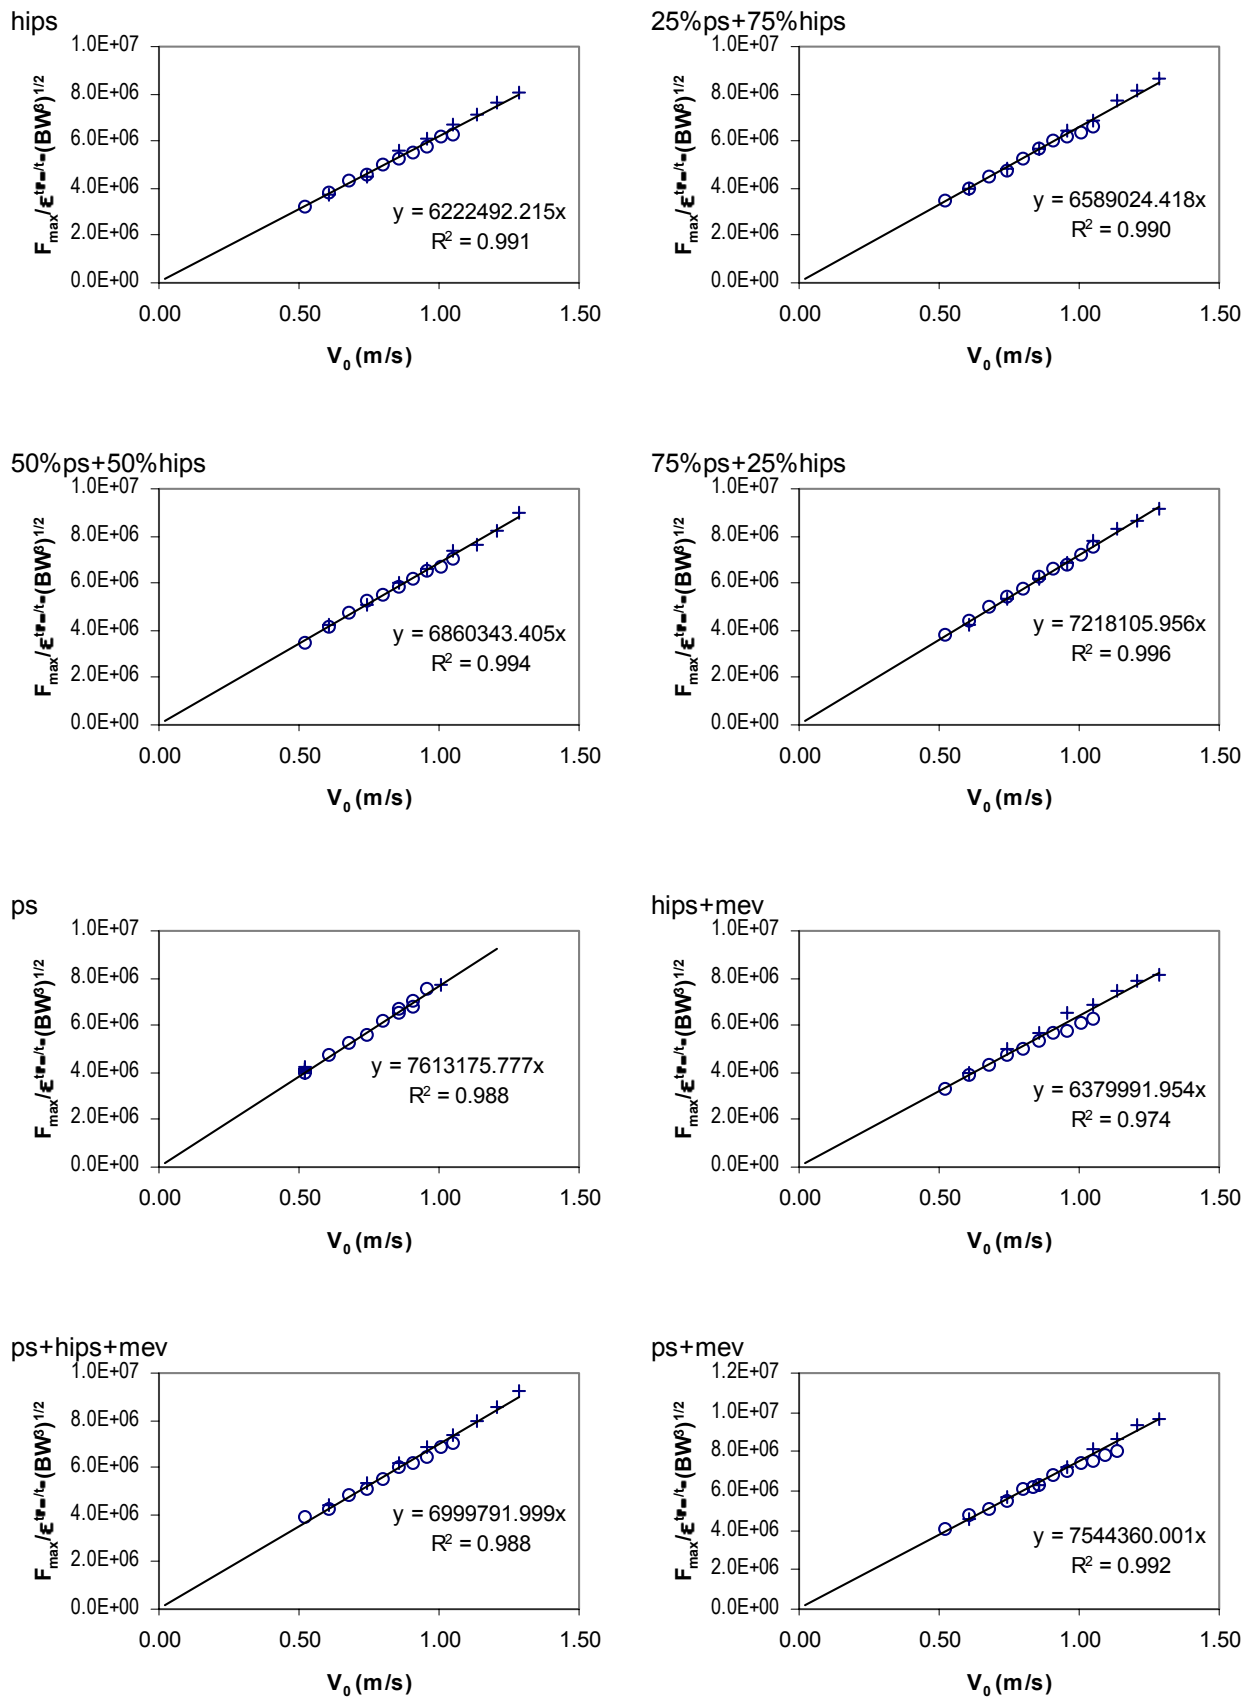 hips
1.0E+07
8.0E+06
6.0E+06
4.0E+06
2.0E+06
0.0E+00
y = 6222492.215x
R² = 0.991
0.00 0.50 1.00 1.50
V₀ (m/s)
25%ps+75%hips
1.0E+07
8.0E+06
6.0E+06
4.0E+06
2.0E+06
0.0E+00
y = 6589024.418x
R² = 0.990
0.00 0.50 1.00 1.50
V₀ (m/s)
50%ps+50%hips
1.0E+07
8.0E+06
6.0E+06
4.0E+06
2.0E+06
0.0E+00
y = 6860343.405x
R² = 0.994
0.00 0.50 1.00 1.50
V₀ (m/s)
75%ps+25%hips
1.0E+07
8.0E+06
6.0E+06
4.0E+06
2.0E+06
0.0E+00
y = 7218105.956x
R² = 0.996
0.00 0.50 1.00 1.50
V₀ (m/s)
ps
1.0E+07
8.0E+06
6.0E+06
4.0E+06
2.0E+06
0.0E+00
y = 7613175.777x
R² = 0.988
0.00 0.50 1.00 1.50
V₀ (m/s)
hips+mev
1.0E+07
8.0E+06
6.0E+06
4.0E+06
2.0E+06
0.0E+00
y = 6379991.954x
R² = 0.974
0.00 0.50 1.00 1.50
V₀ (m/s)
ps+hips+mev
1.0E+07
8.0E+06
6.0E+06
4.0E+06
2.0E+06
0.0E+00
y = 6999791.999x
R² = 0.988
0.00 0.50 1.00 1.50
V₀ (m/s)
ps+mev
1.2E+07
1.0E+07
8.0E+06
6.0E+06
4.0E+06
2.0E+06
0.0E+00
y = 7544360.001x
R² = 0.992
0.00 0.50 1.00 1.50
V₀ (m/s)